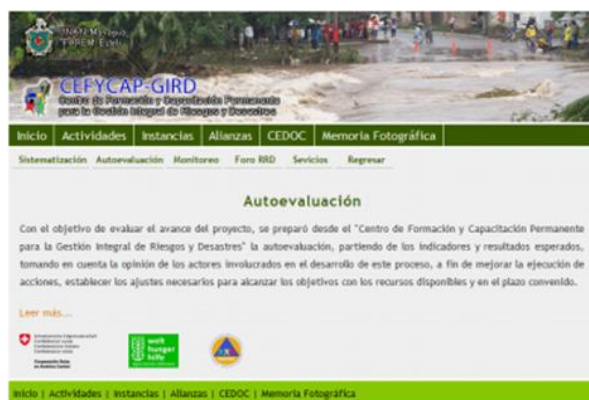 UNAN Managua
"FAREM Estelí"
CEFYCAP-GIRD
Centro de Formación y Capacitación Permanente
para la Gestión Integral de Riesgos y Desastres
Inicio Actividades Instancias Alianzas CEDOC Memoria Fotográfica
Sistematización Autoevaluación Monitoreo Foro RRD Sevicios Regresar
Autoevaluación
Con el objetivo de evaluar el avance del proyecto, se preparó desde el "Centro de Formación y Capacitación Permanente
para la Gestión Integral de Riesgos y Desastres" la autoevaluación, partiendo de los indicadores y resultados esperados,
tomando en cuenta la opinión de los actores involucrados en el desarrollo de este proceso, a fin de mejorar la ejecución de
acciones, establecer los ajustes necesarios para alcanzar los objetivos con los recursos disponibles y en el plazo convenido.
Leer más...
welt
hunger
hilfe
Inicio | Actividades | Instancias | Alianzas | CEDOC | Memoria Fotográfica